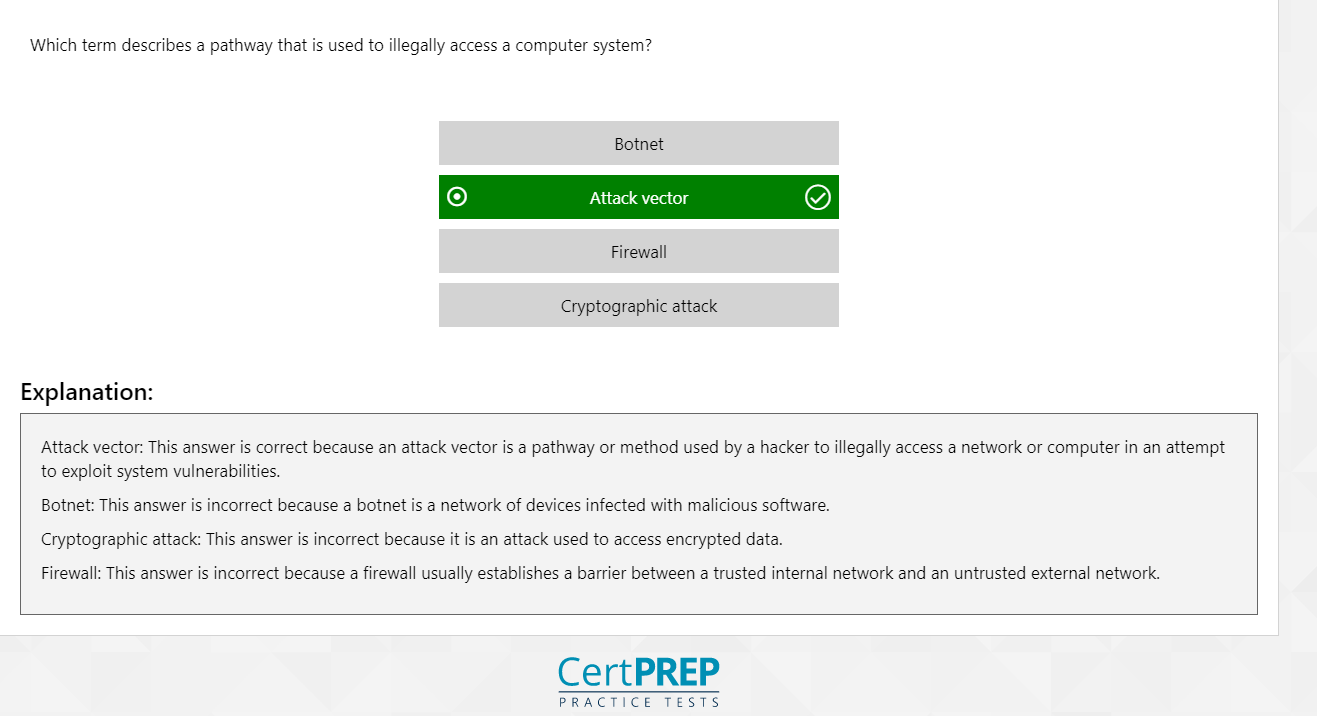 Which term describes a pathway that is used to illegally access a computer system?
Botnet
Attack vector
Firewall
Cryptographic attack
Explanation:
Attack vector: This answer is correct because an attack vector is a pathway or method used by a hacker to illegally access a network or computer in an attempt
to exploit system vulnerabilities.
Botnet: This answer is incorrect because a botnet is a network of devices infected with malicious software.
Cryptographic attack: This answer is incorrect because it is an attack used to access encrypted data.
Firewall: This answer is incorrect because a firewall usually establishes a barrier between a trusted internal network and an untrusted external network.
CertPREP
PRACTICE TESTS